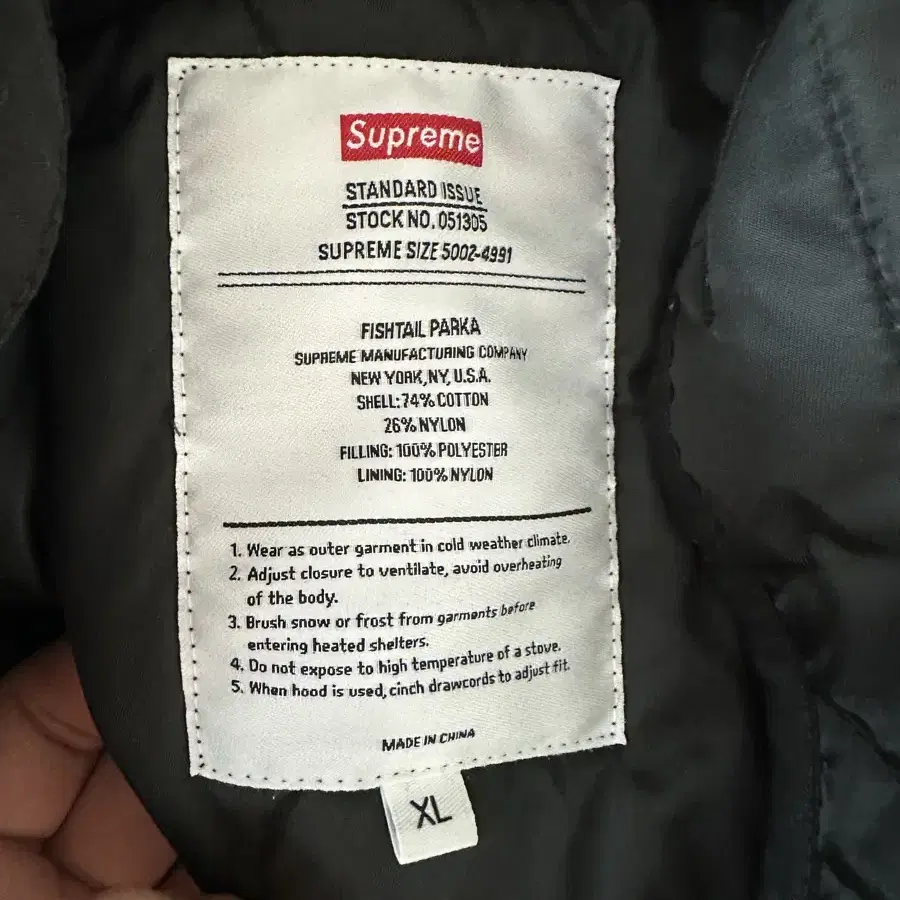 Supreme
STANDARD ISSUE
STOCK NO. 051305
SUPREME SIZE 5002-4991
FISHTAIL PARKA
SUPREME MANUFACTURING COMPANY
NEW YORK, NY, U.S.A.
SHELL: 74% COTTON
26% NYLON
FILLING: 100% POLYESTER
LINING: 100% NYLON
1. Wear as outer garment in cold weather climate.
2. Adjust closure to ventilate, avoid overheating
of the body.
3. Brush snow or frost from garments before
entering heated shelters.
4. Do not expose to high temperature of a stove.
5. When hood is used, cinch drawcords to adjust fit.
MADE IN CHINA
XL